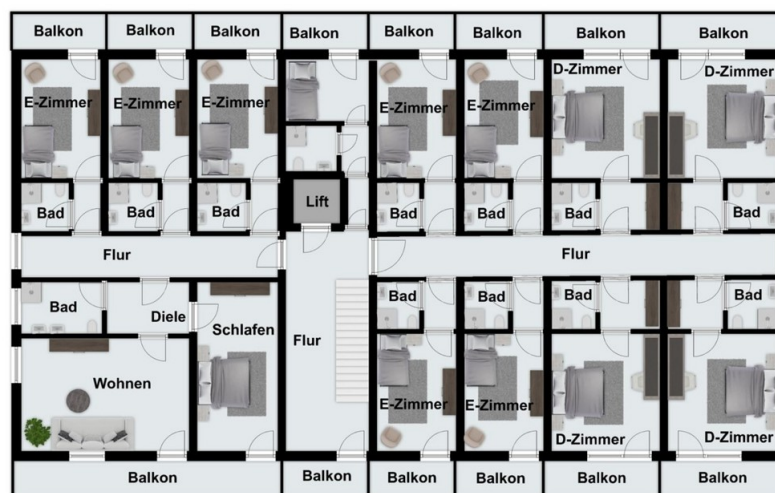 Balkon Balkon Balkon Balkon Balkon Balkon Balkon Balkon
D-Zimmer D-Zimmer
E-Zimmer E-Zimmer E-Zimmer E-Zimmer E-Zimmer
Lift
Bad Bad Bad Bad Bad Bad Bad
Flur Flur
Bad Bad Bad Bad Bad
Diele
Schlafen Flur
Wohnen
E-Zimmer E-Zimmer
D-Zimmer D-Zimmer
Balkon Balkon Balkon Balkon Balkon Balkon